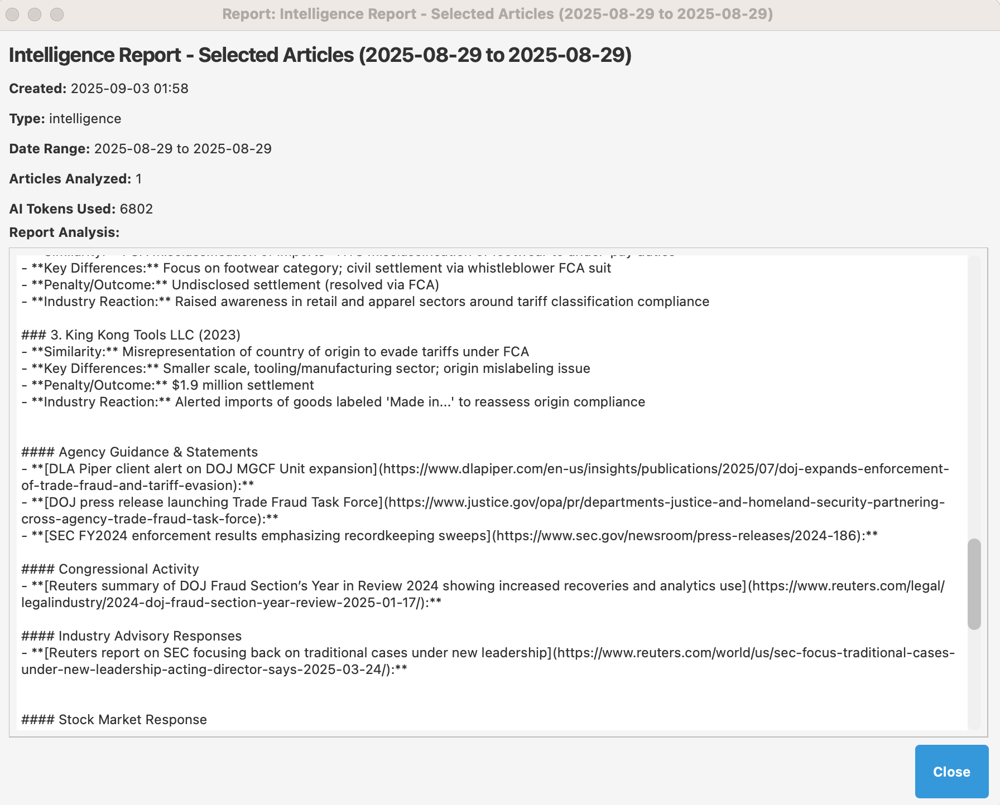 Report: Intelligence Report - Selected Articles (2025-08-29 to 2025-08-29)
Intelligence Report - Selected Articles (2025-08-29 to 2025-08-29)
Created: 2025-09-03 01:58
Type: intelligence
Date Range: 2025-08-29 to 2025-08-29
Articles Analyzed: 1
AI Tokens Used: 6802
Report Analysis:
- **Key Differences:** Focus on footwear category; civil settlement via whistleblower FCA suit
- **Penalty/Outcome:** Undisclosed settlement (resolved via FCA)
- **Industry Reaction:** Raised awareness in retail and apparel sectors around tariff classification compliance
### 3. King Kong Tools LLC (2023)
- **Similarity:** Misrepresentation of country of origin to evade tariffs under FCA
- **Key Differences:** Smaller scale, tooling/manufacturing sector; origin mislabeling issue
- **Penalty/Outcome:** $1.9 million settlement
- **Industry Reaction:** Alerted imports of goods labeled 'Made in...' to reassess origin compliance
#### Agency Guidance & Statements
- **[DLA Piper client alert on DOJ MGCF Unit expansion](https://www.dlapiper.com/en-us/insights/publications/2025/07/doj-expands-enforcement-
of-trade-fraud-and-tariff-evasion):**
- **[DOJ press release launching Trade Fraud Task Force](https://www.justice.gov/opa/pr/departments-justice-and-homeland-security-partnering-
cross-agency-trade-fraud-task-force):**
- **[SEC FY2024 enforcement results emphasizing recordkeeping sweeps](https://www.sec.gov/newsroom/press-releases/2024-186):**
#### Congressional Activity
- **[Reuters summary of DOJ Fraud Section’s Year in Review 2024 showing increased recoveries and analytics use](https://www.reuters.com/legal/
legalindustry/2024-doj-fraud-section-year-review-2025-01-17/):**
#### Industry Advisory Responses
- **[Reuters report on SEC focusing back on traditional cases under new leadership](https://www.reuters.com/world/us/sec-focus-traditional-cases-
under-new-leadership-acting-director-says-2025-03-24/):**
#### Stock Market Response
Close